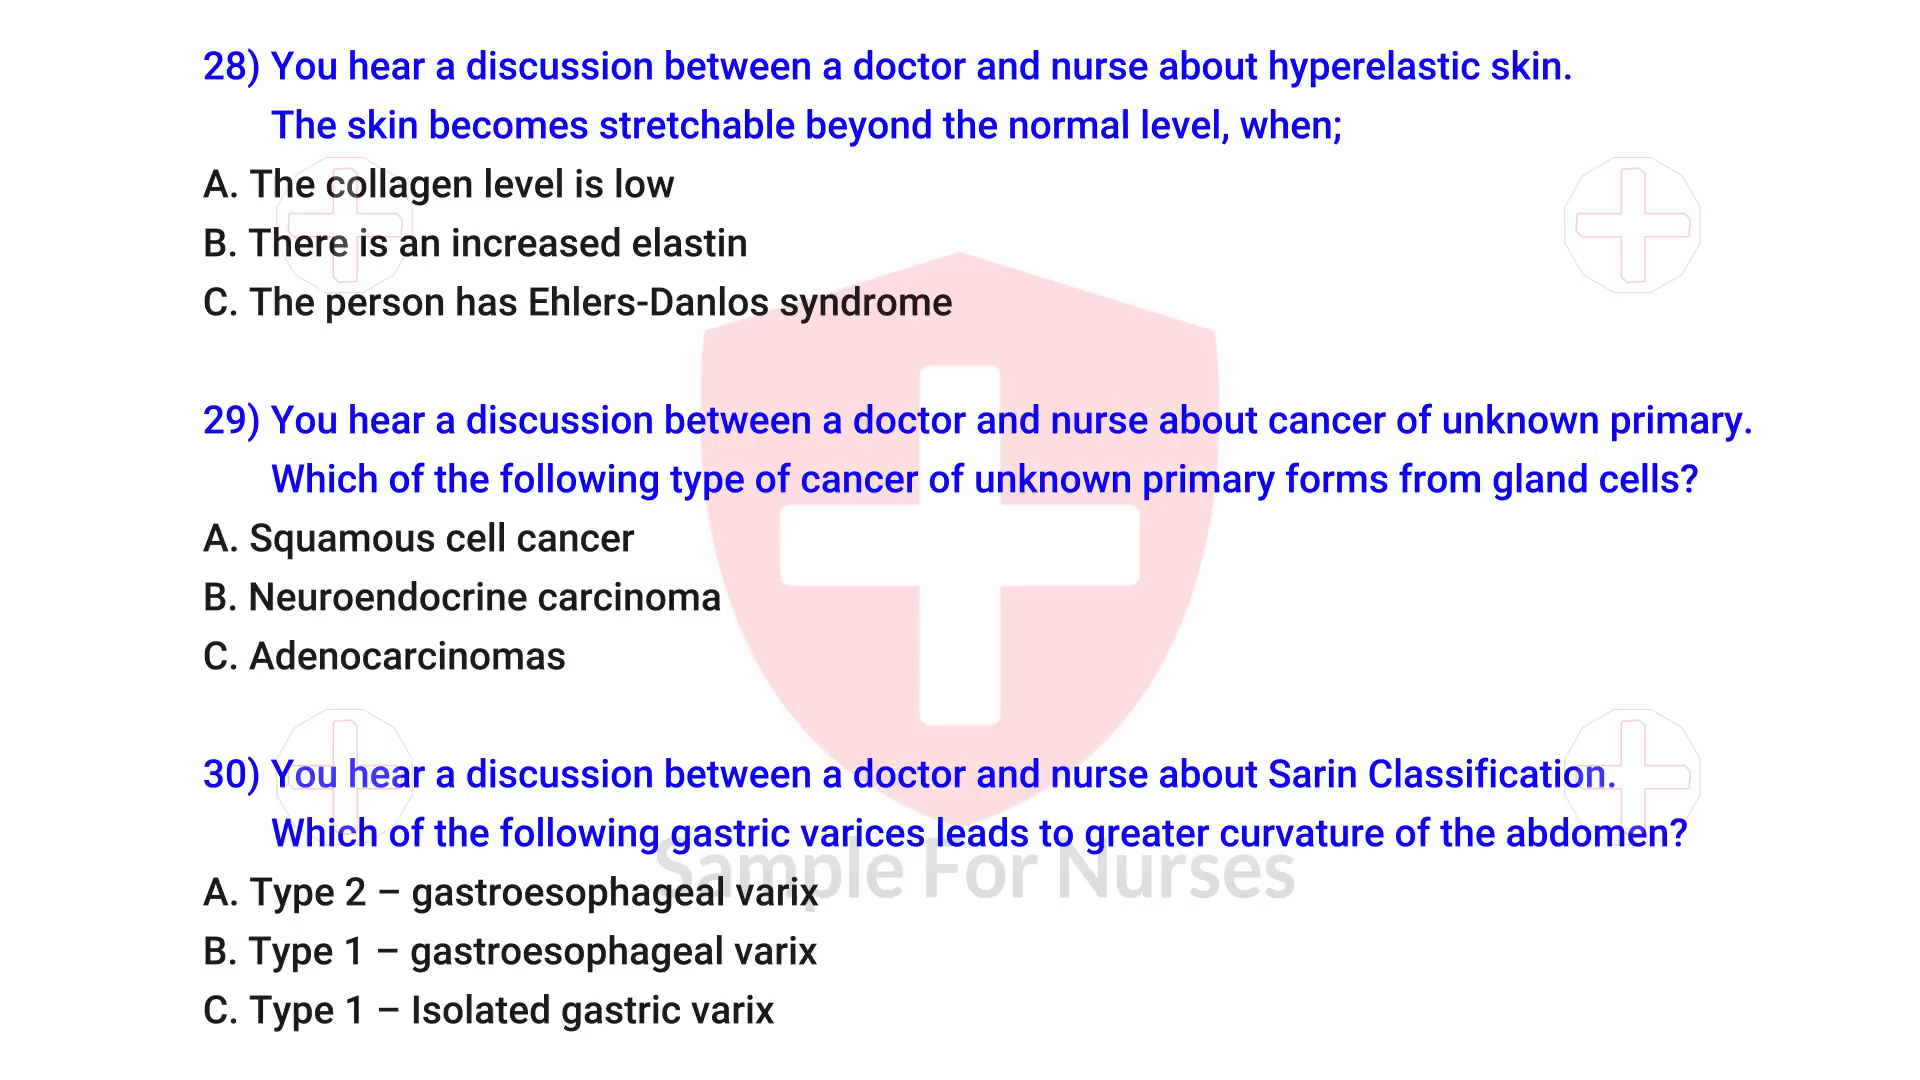 28) You hear a discussion between a doctor and nurse about hyperelastic skin.
The skin becomes stretchable beyond the normal level, when;
A. The collagen level is low
B. There is an increased elastin
C. The person has Ehlers-Danlos syndrome
29) You hear a discussion between a doctor and nurse about cancer of unknown primary.
Which of the following type of cancer of unknown primary forms from gland cells?
A. Squamous cell cancer
B. Neuroendocrine carcinoma
C. Adenocarcinomas
30) You hear a discussion between a doctor and nurse about Sarin Classification.
Which of the following gastric varices leads to greater curvature of the abdomen?
Sample For Nurses
A. Type 2 – gastroesophageal varix
B. Type 1 – gastroesophageal varix
C. Type 1 – Isolated gastric varix